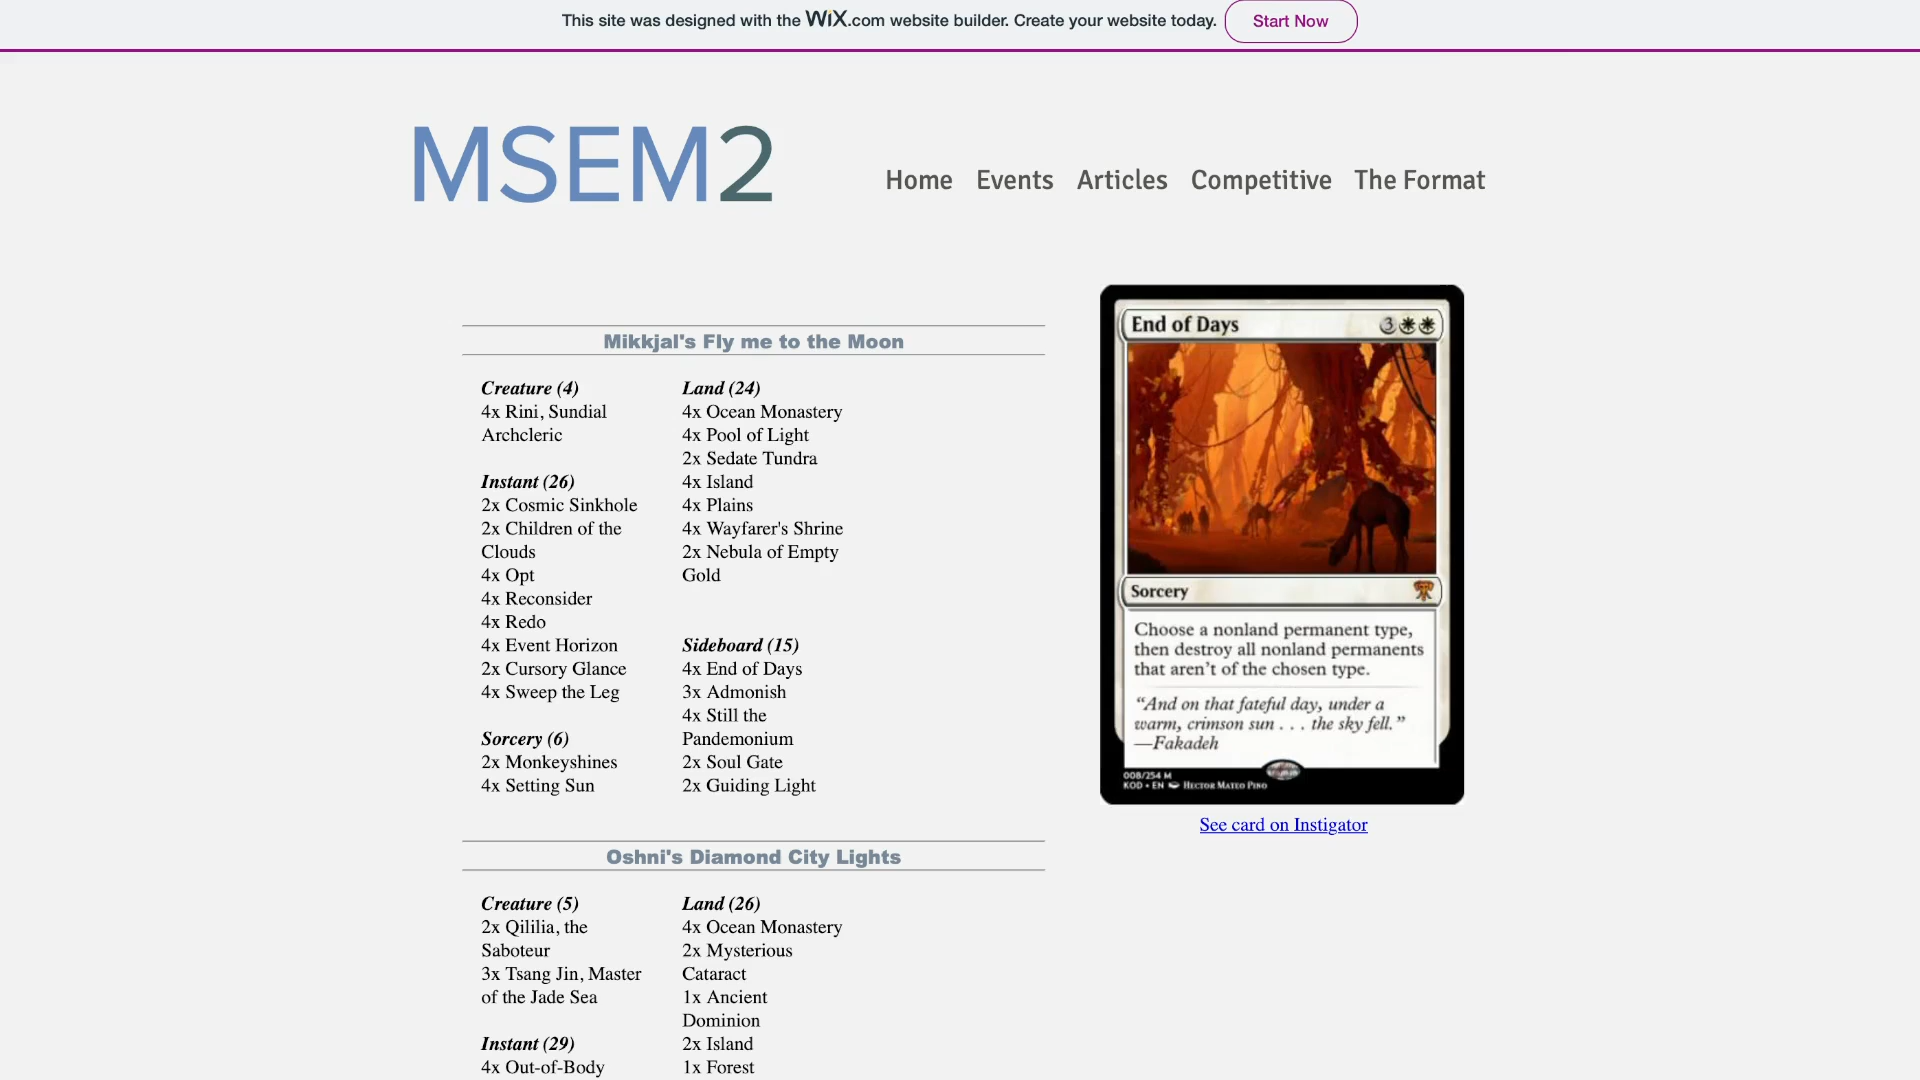 This site was designed with the WiX.com website builder. Create your website today.
Start Now
MSEM2
Home
Events
Articles
Competitive
The Format
Mikkjal's Fly me to the Moon
Creature (4)
4x Rini, Sundial
Archcleric
Instant (26)
2x Cosmic Sinkhole
2x Children of the
Clouds
4x Opt
4x Reconsider
4x Redo
4x Event Horizon
2x Cursory Glance
4x Sweep the Leg
Sorcery (6)
2x Monkeyshines
4x Setting Sun
Land (24)
4x Ocean Monastery
4x Pool of Light
2x Sedate Tundra
4x Island
4x Plains
4x Wayfarer's Shrine
2x Nebula of Empty
Gold
Sideboard (15)
4x End of Days
3x Admonish
4x Still the
Pandemonium
2x Soul Gate
2x Guiding Light
End of Days
3
Sorcery
Choose a nonland permanent type,
then destroy all nonland permanents
that aren't of the chosen type.
"And on that fateful day, under a
warm, crimson sun . . . the sky fell."
—Fakadeh
008/254 M
KOD • EN Hector Mateo Pino
See card on Instigator
Oshni's Diamond City Lights
Creature (5)
2x Qililia, the
Saboteur
3x Tsang Jin, Master
of the Jade Sea
Instant (29)
4x Out-of-Body
Land (26)
4x Ocean Monastery
2x Mysterious
Cataract
1x Ancient
Dominion
2x Island
1x Forest